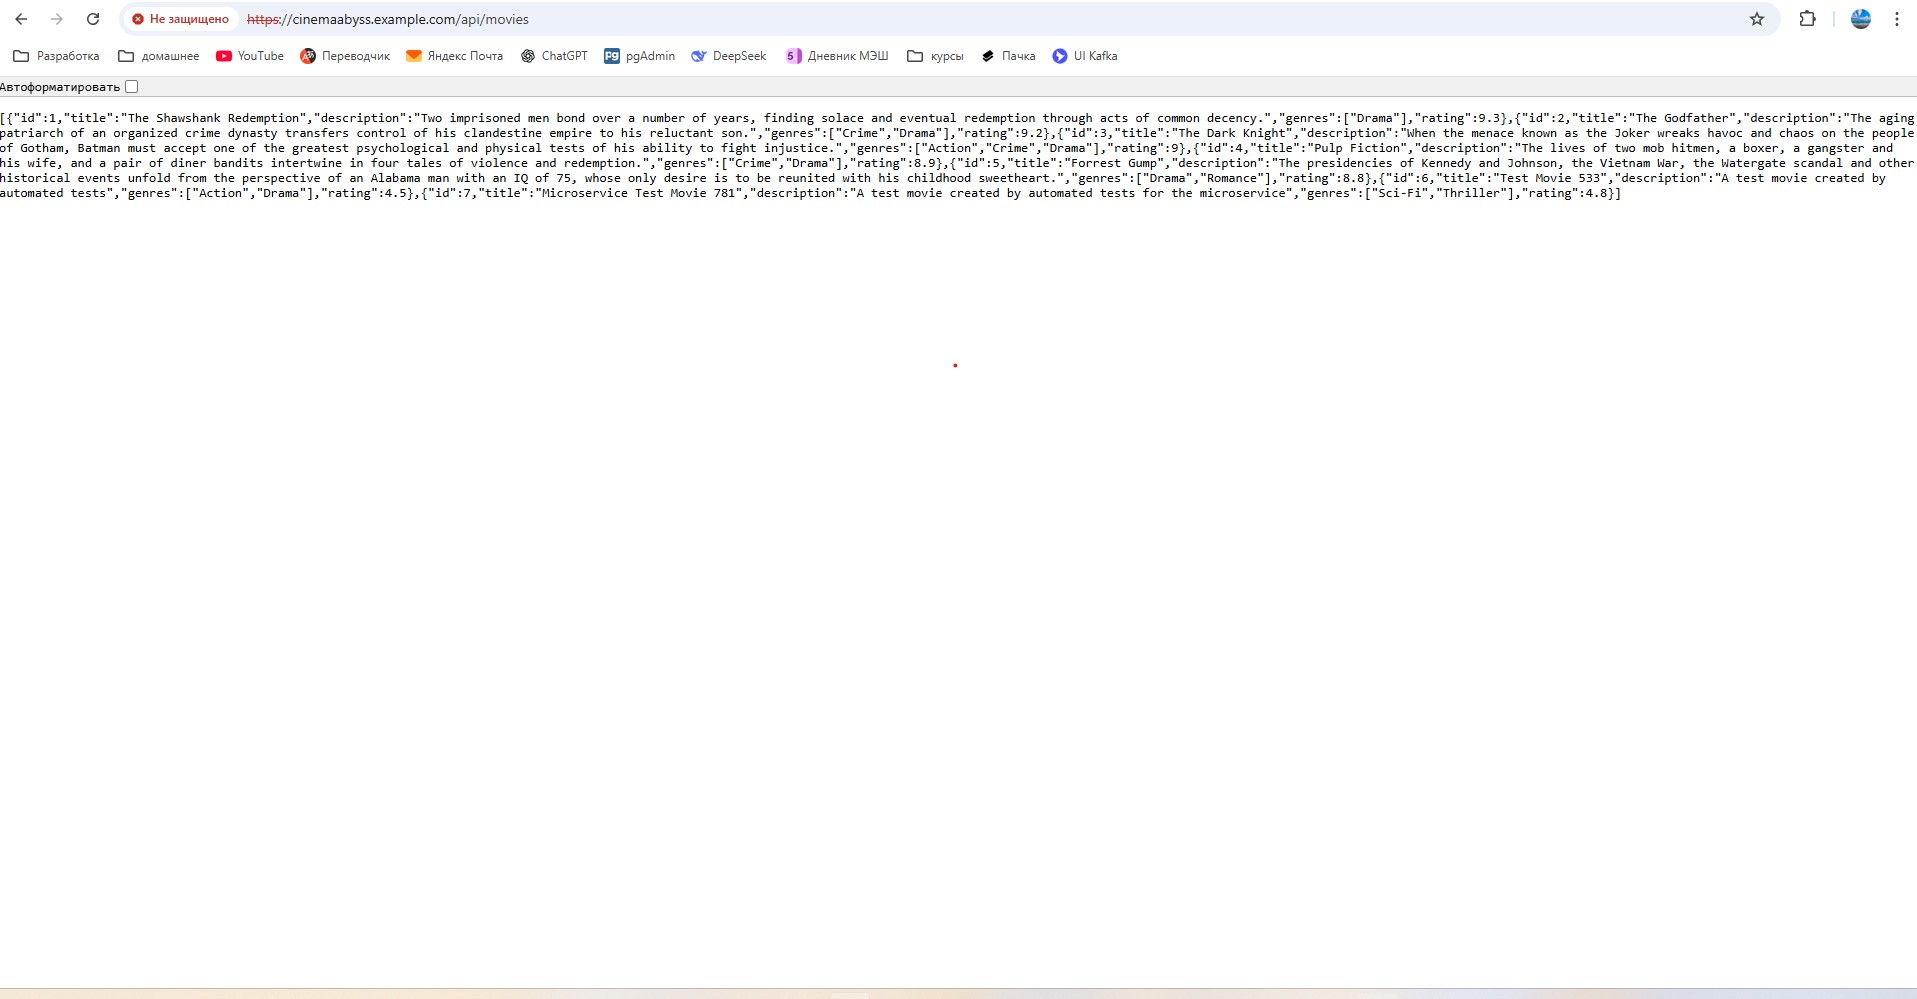 Не защищено https://cinemaabyss.example.com/api/movies
Разработка домашнее YouTube Переводчик Яндекс Почта ChatGPT pgAdmin DeepSeek 5 Дневник МЭШ курсы Пачка UI Kafka
Автоформатировать
[{"id":1,"title":"The Shawshank Redemption","description":"Two imprisoned men bond over a number of years, finding solace and eventual redemption through acts of common decency.","genres":["Drama"],"rating":9.3},{"id":2,"title":"The Godfather","description":"The aging
patriarch of an organized crime dynasty transfers control of his clandestine empire to his reluctant son.","genres":["Crime","Drama"],"rating":9.2},{"id":3,"title":"The Dark Knight","description":"When the menace known as the Joker wreaks havoc and chaos on the people
of Gotham, Batman must accept one of the greatest psychological and physical tests of his ability to fight injustice.","genres":["Action","Crime","Drama"],"rating":9},{"id":4,"title":"Pulp Fiction","description":"The lives of two mob hitmen, a boxer, a gangster and
his wife, and a pair of diner bandits intertwine in four tales of violence and redemption.","genres":["Crime","Drama"],"rating":8.9},{"id":5,"title":"Forrest Gump","description":"The presidencies of Kennedy and Johnson, the Vietnam War, the Watergate scandal and other
historical events unfold from the perspective of an Alabama man with an IQ of 75, whose only desire is to be reunited with his childhood sweetheart.","genres":["Drama","Romance"],"rating":8.8},{"id":6,"title":"Test Movie 533","description":"A test movie created by
automated tests","genres":["Action","Drama"],"rating":4.5},{"id":7,"title":"Microservice Test Movie 781","description":"A test movie created by automated tests for the microservice","genres":["Sci-Fi","Thriller"],"rating":4.8}]